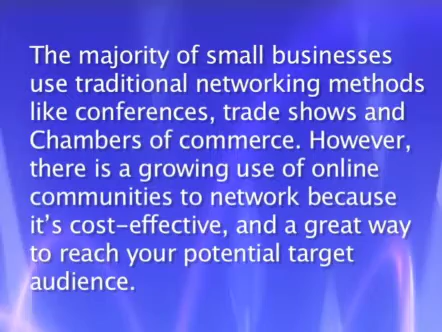 The majority of small businesses
use traditional networking methods
like conferences, trade shows and
Chambers of commerce. However,
there is a growing use of online
communities to network because
it's cost-effective, and a great way
to reach your potential target
audience.